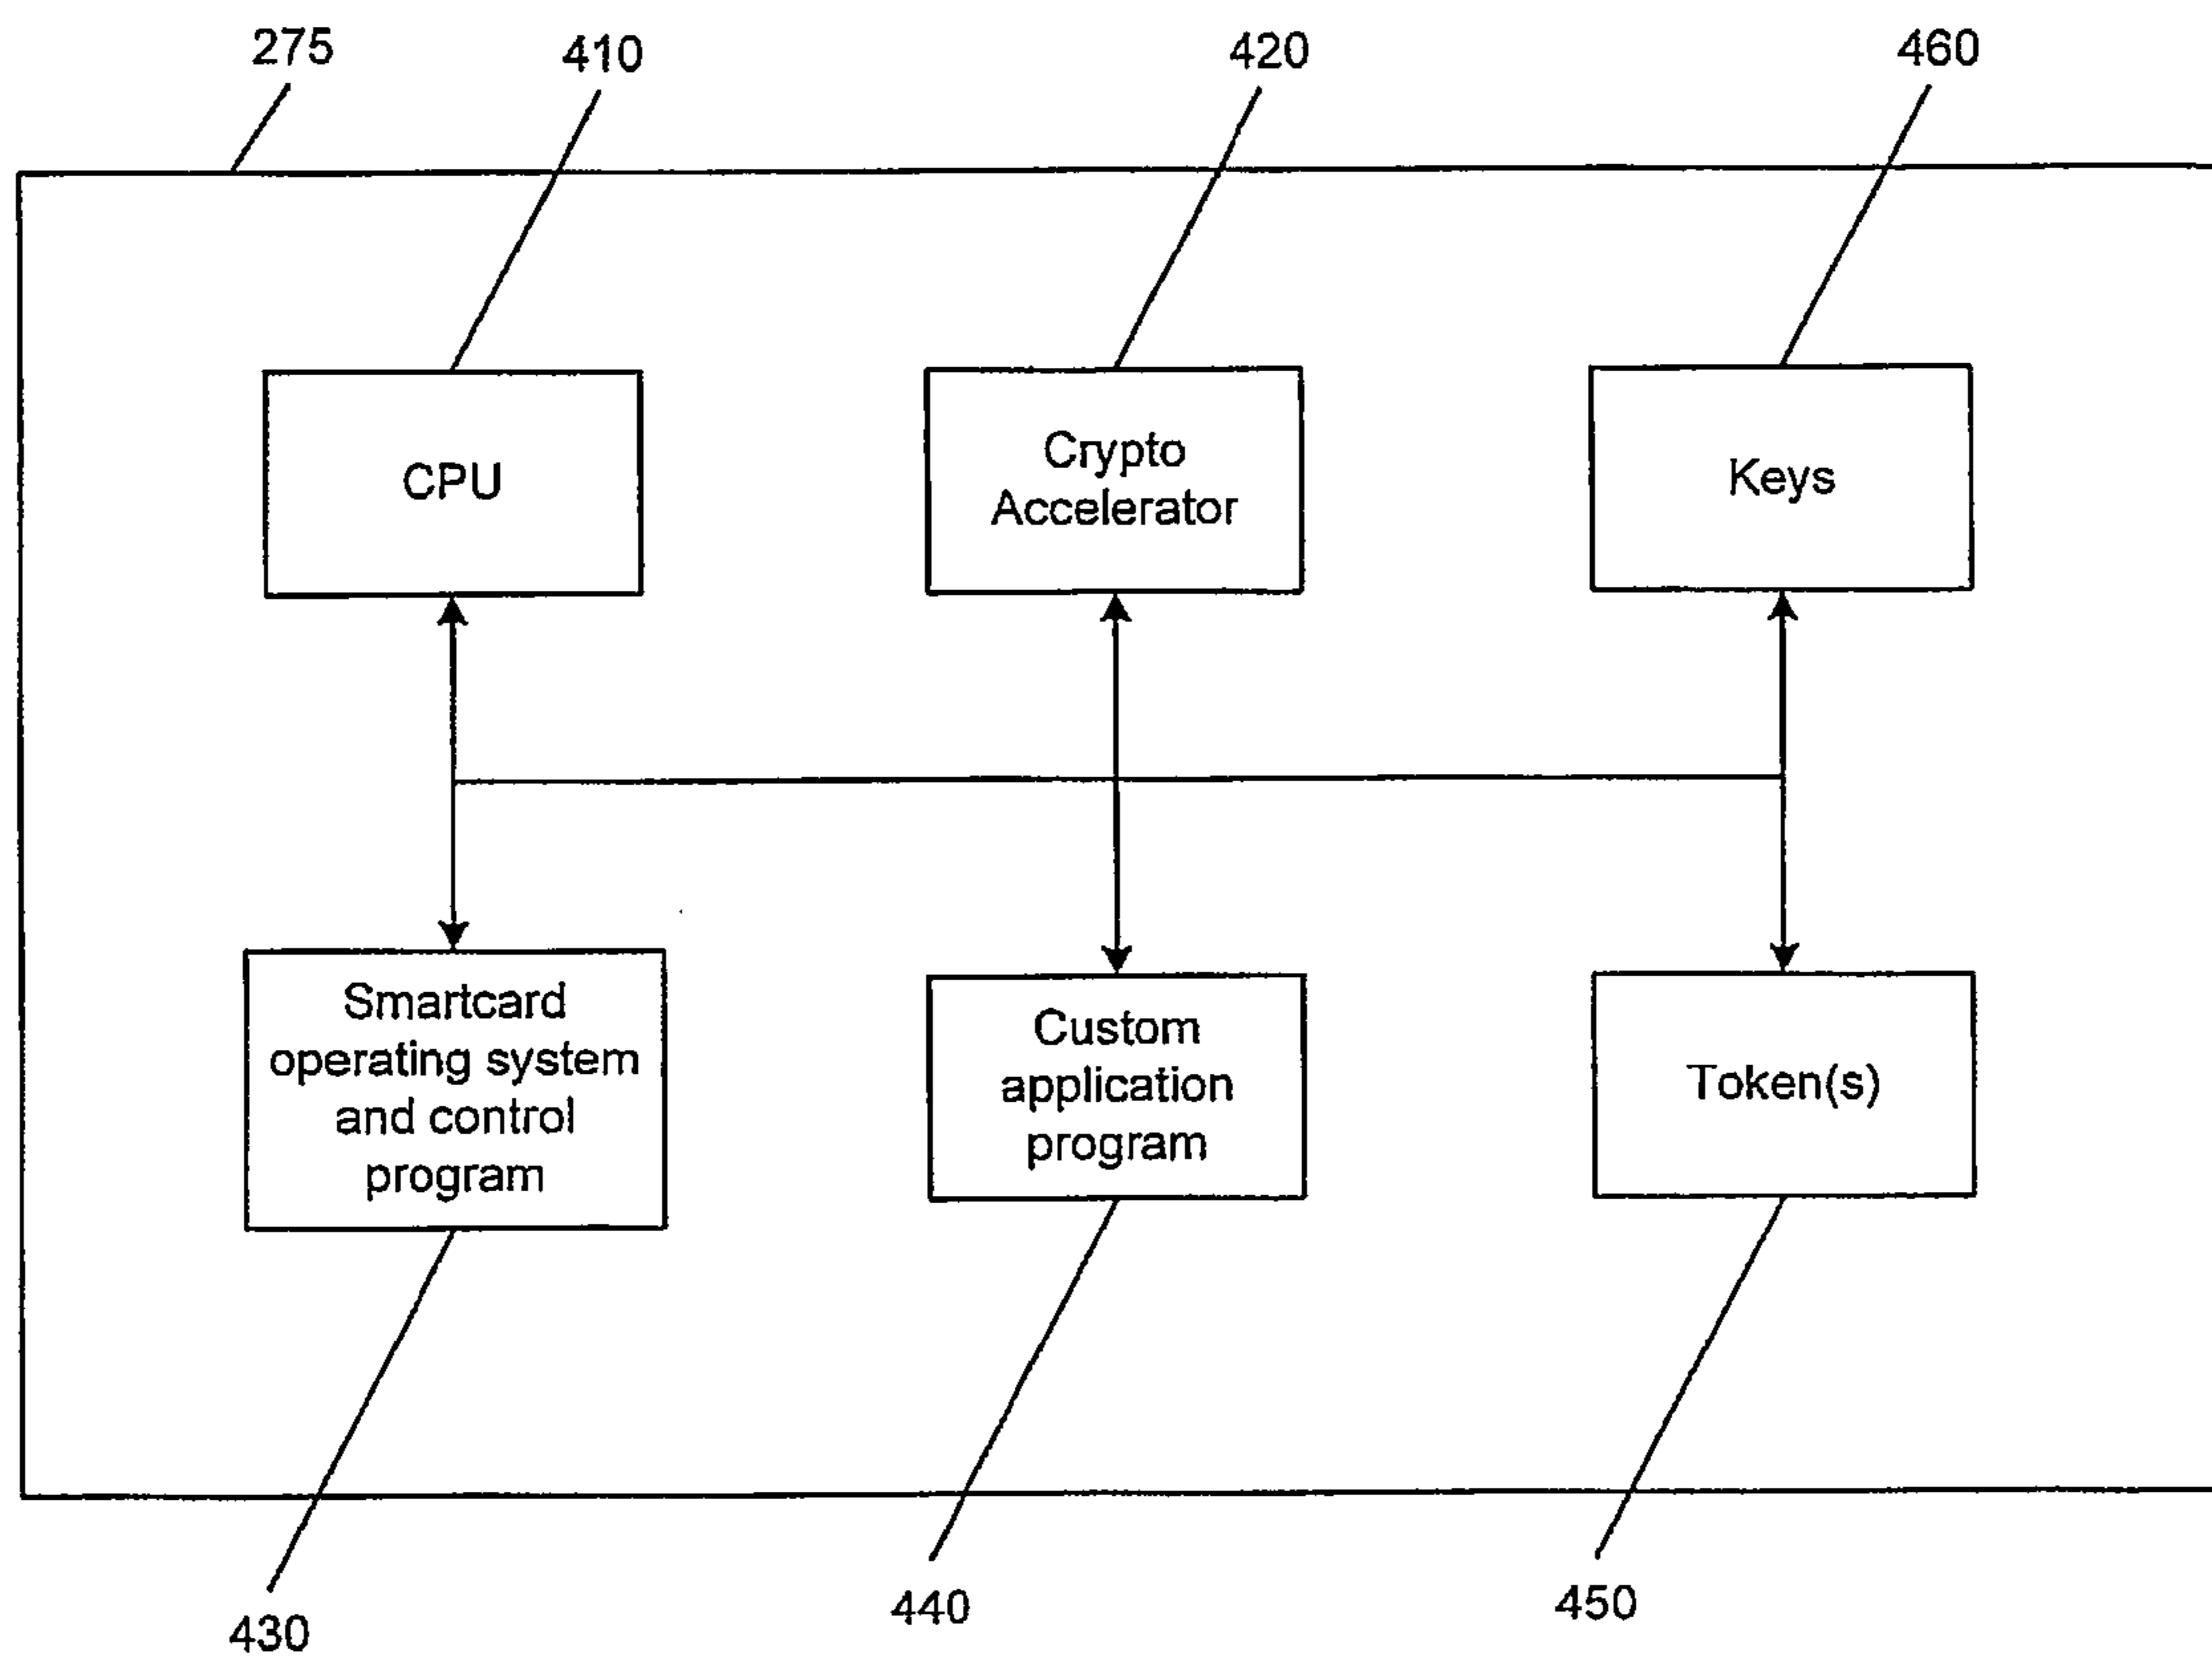 275
410
420
460
CPU
Crypto
Accelerator
Keys
Smartcard
operating system
and control
program
Custom
application
program
Token(s)
430
440
450